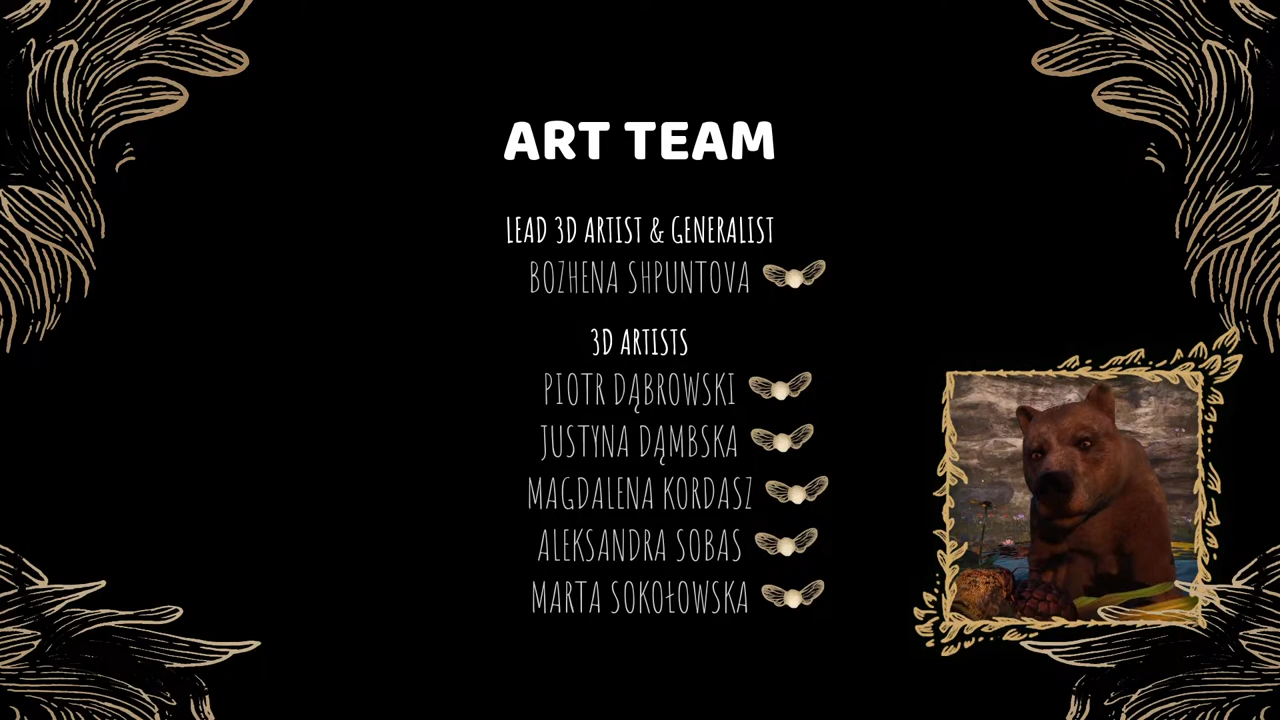 ART TEAM
LEAD 3D ARTIST & GENERALIST
BOZHENA SHPUNTOVA
3D ARTISTS
PIOTR DĄBROWSKI
JUSTYNA DĄMBSKA
MAGDALENA KORDASZ
ALEKSANDRA SOBAS
MARTA SOKOŁOWSKA